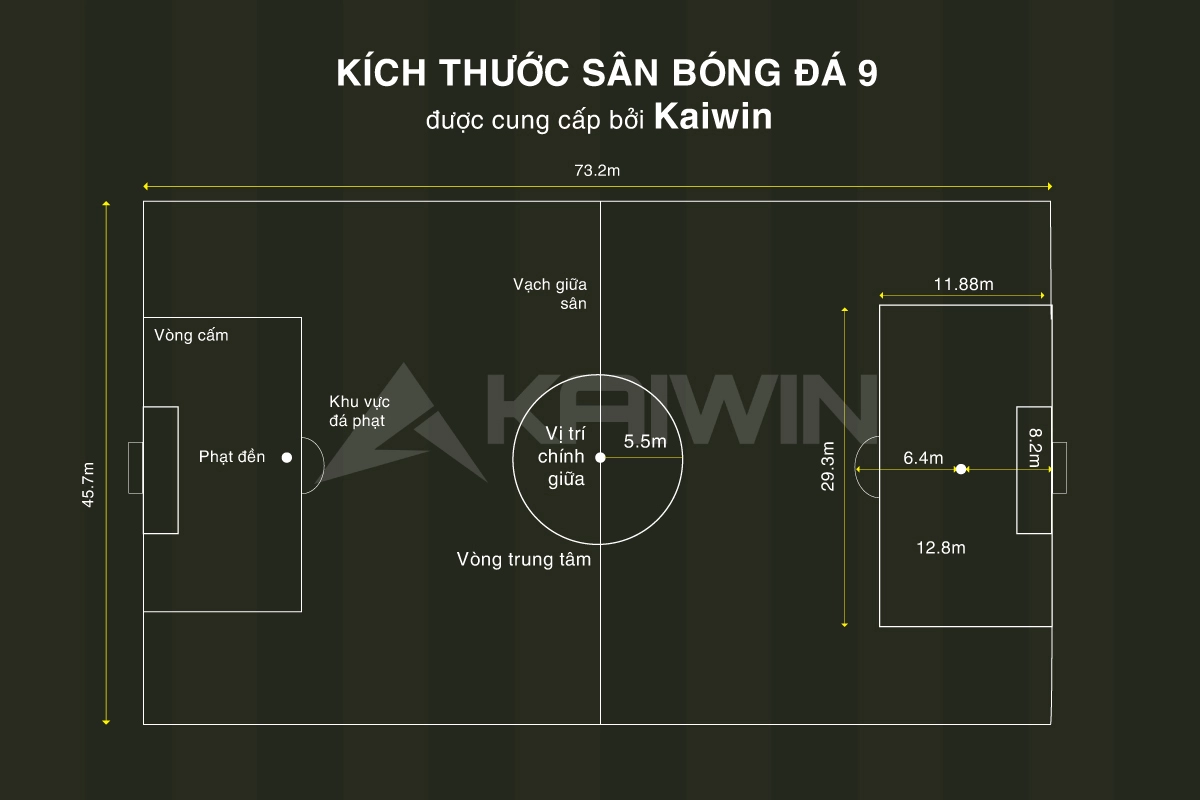 KÍCH THƯỚC SÂN BÓNG ĐÁ 9
được cung cấp bởi Kaiwin
73.2m
Vạch giữa
sân
11.88m
Vòng cấm
KAIWIN
Khu vực
đá phạt
Vị trí
chính
giữa
5.5m
8.2m
Phạt đền
6.4m
29.3m
45.7m
12.8m
Vòng trung tâm